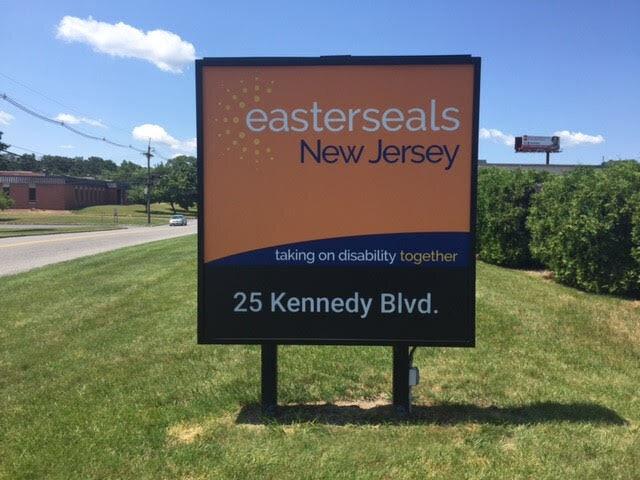 easterseals
New Jersey
taking on disability together
25 Kennedy Blvd.